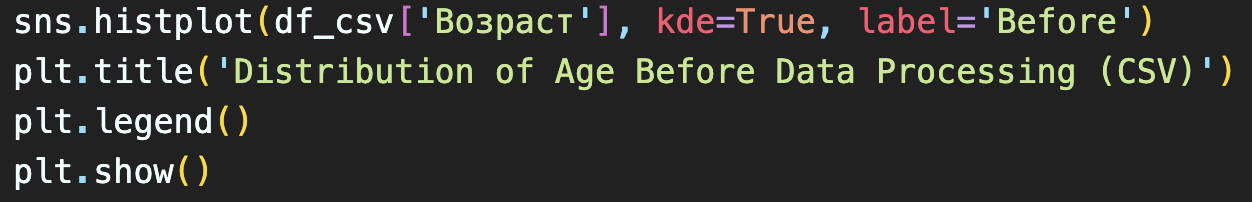 sns.histplot(df_csv['Возраст'], kde=True, label='Before')
plt.title('Distribution of Age Before Data Processing (CSV)')
plt.legend()
plt.show()